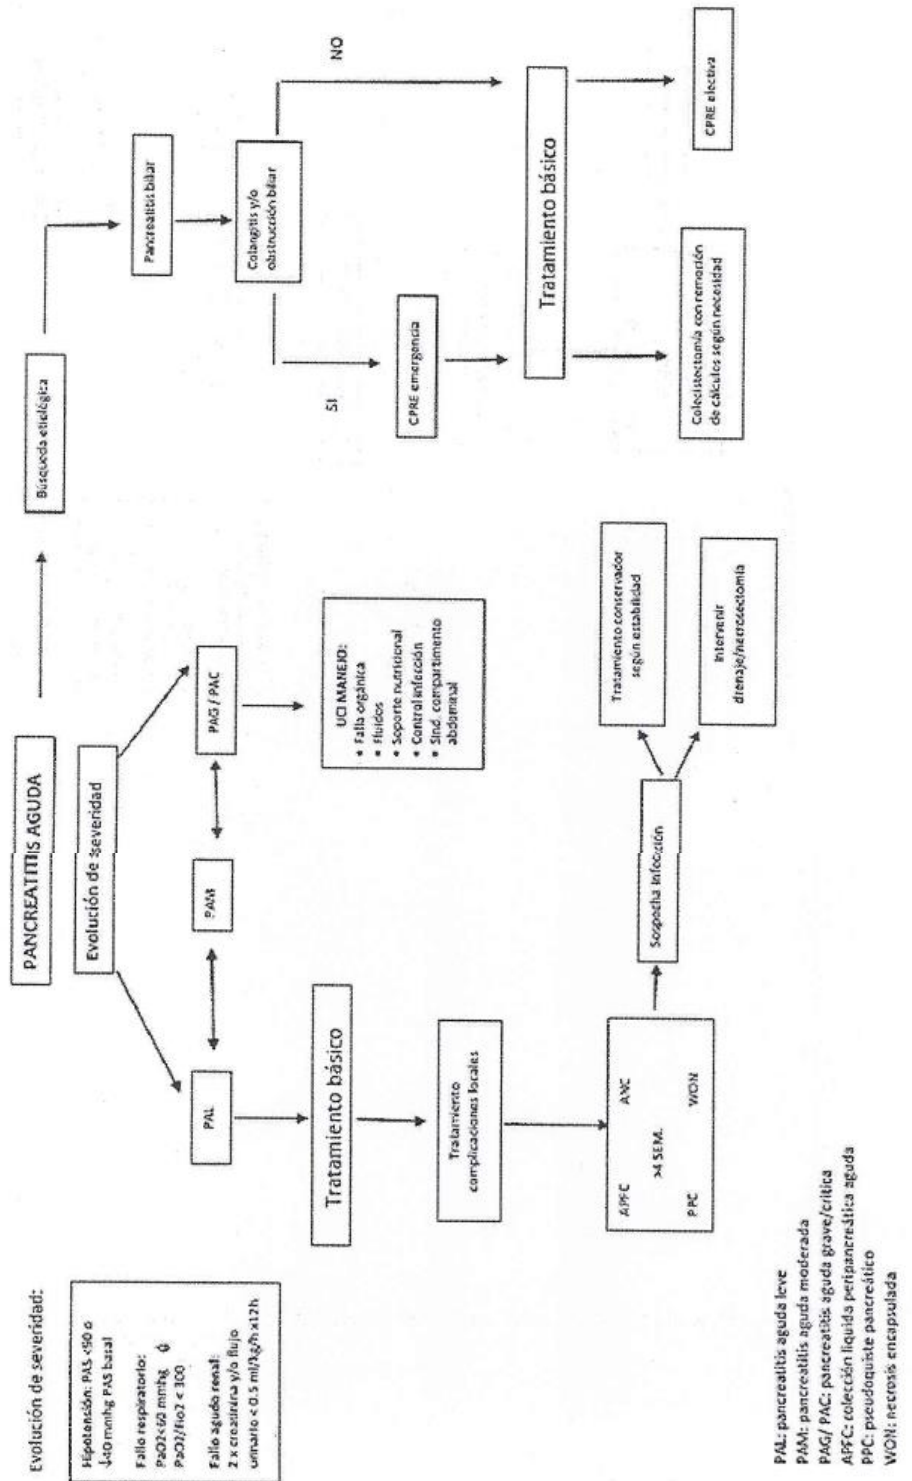 PANCREATITIS AGUDA
Búsqueda etiológica
Pancreatitis biliar
Colangitis y/o
obstrucción biliar
SI
NO
CPRE emergencia
Tratamiento básico
Colecistectomía con remoción
de cálculos según necesidad
CPRE electiva
Evolución de severidad:
Hipotensión: PAS <90 o
↓40 mmhg PAS basal
Fallo respiratorio:
PaO2<60 mmhg ó
PaO2/FiO2 < 300
Fallo agudo renal:
2 x creatinina y/o flujo
urinario < 0.5 ml/kg/h x12h
Evolución de severidad
PAL
PAM
PAG / PAC
UCI MANEJO:
• Falla orgánica
• Fluidos
• Soporte nutricional
• Control infección
• Sind. compartimento
abdominal
Tratamiento básico
Tratamiento
complicaciones locales
APFC ANC
>4 SEM.
PPC WON
Sospecha infección
Tratamiento conservador
según estabilidad
Intervenir
drenaje/necrosectomía
PAL: pancreatitis aguda leve
PAM: pancreatitis aguda moderada
PAG/ PAC: pancreatitis aguda grave/crítica
APFC: colección liquida peripancreática aguda
PPC: pseudoquiste pancreático
WON: necrosis encapsulada